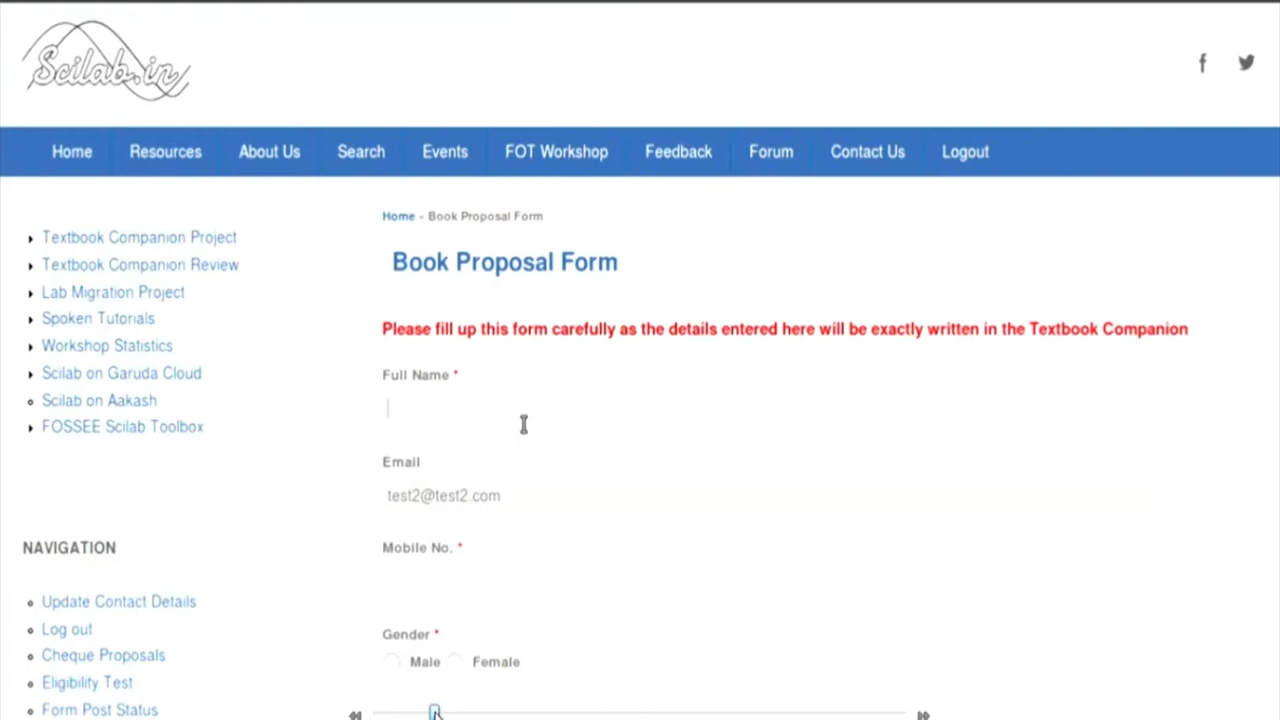 Scilab.in
Home Resources About Us Search Events FOT Workshop Feedback Forum Contact Us Logout
Home - Book Proposal Form
Textbook Companion Project
Textbook Companion Review
Lab Migration Project
Spoken Tutorials
Workshop Statistics
Scilab on Garuda Cloud
Scilab on Aakash
FOSSEE Scilab Toolbox
NAVIGATION
Update Contact Details
Log out
Cheque Proposals
Eligibility Test
Form Post Status
Book Proposal Form
Please fill up this form carefully as the details entered here will be exactly written in the Textbook Companion
Full Name *
Email
test2@test2.com
Mobile No. *
Gender *
Male Female